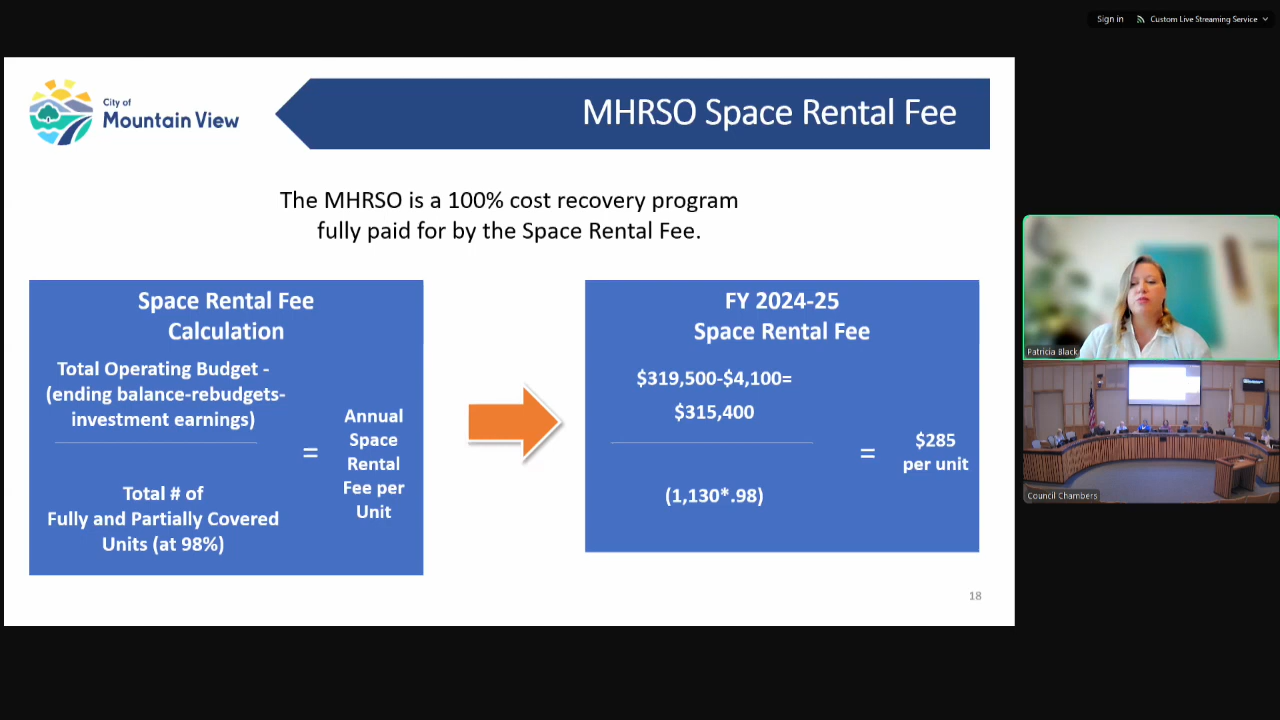 Sign in
Custom Live Streaming Service
City of
Mountain View
MHRSO Space Rental Fee
The MHRSO is a 100% cost recovery program
fully paid for by the Space Rental Fee.
Space Rental Fee
Calculation
Total Operating Budget -
(ending balance-rebudgets-
investment earnings)
Total # of
Fully and Partially Covered
Units (at 98%)
=
Annual
Space
Rental
Fee per
Unit
FY 2024-25
Space Rental Fee
$319,500-$4,100=
$315,400
(1,130*.98)
=
$285
per unit
18
Patricia Black
Council Chambers